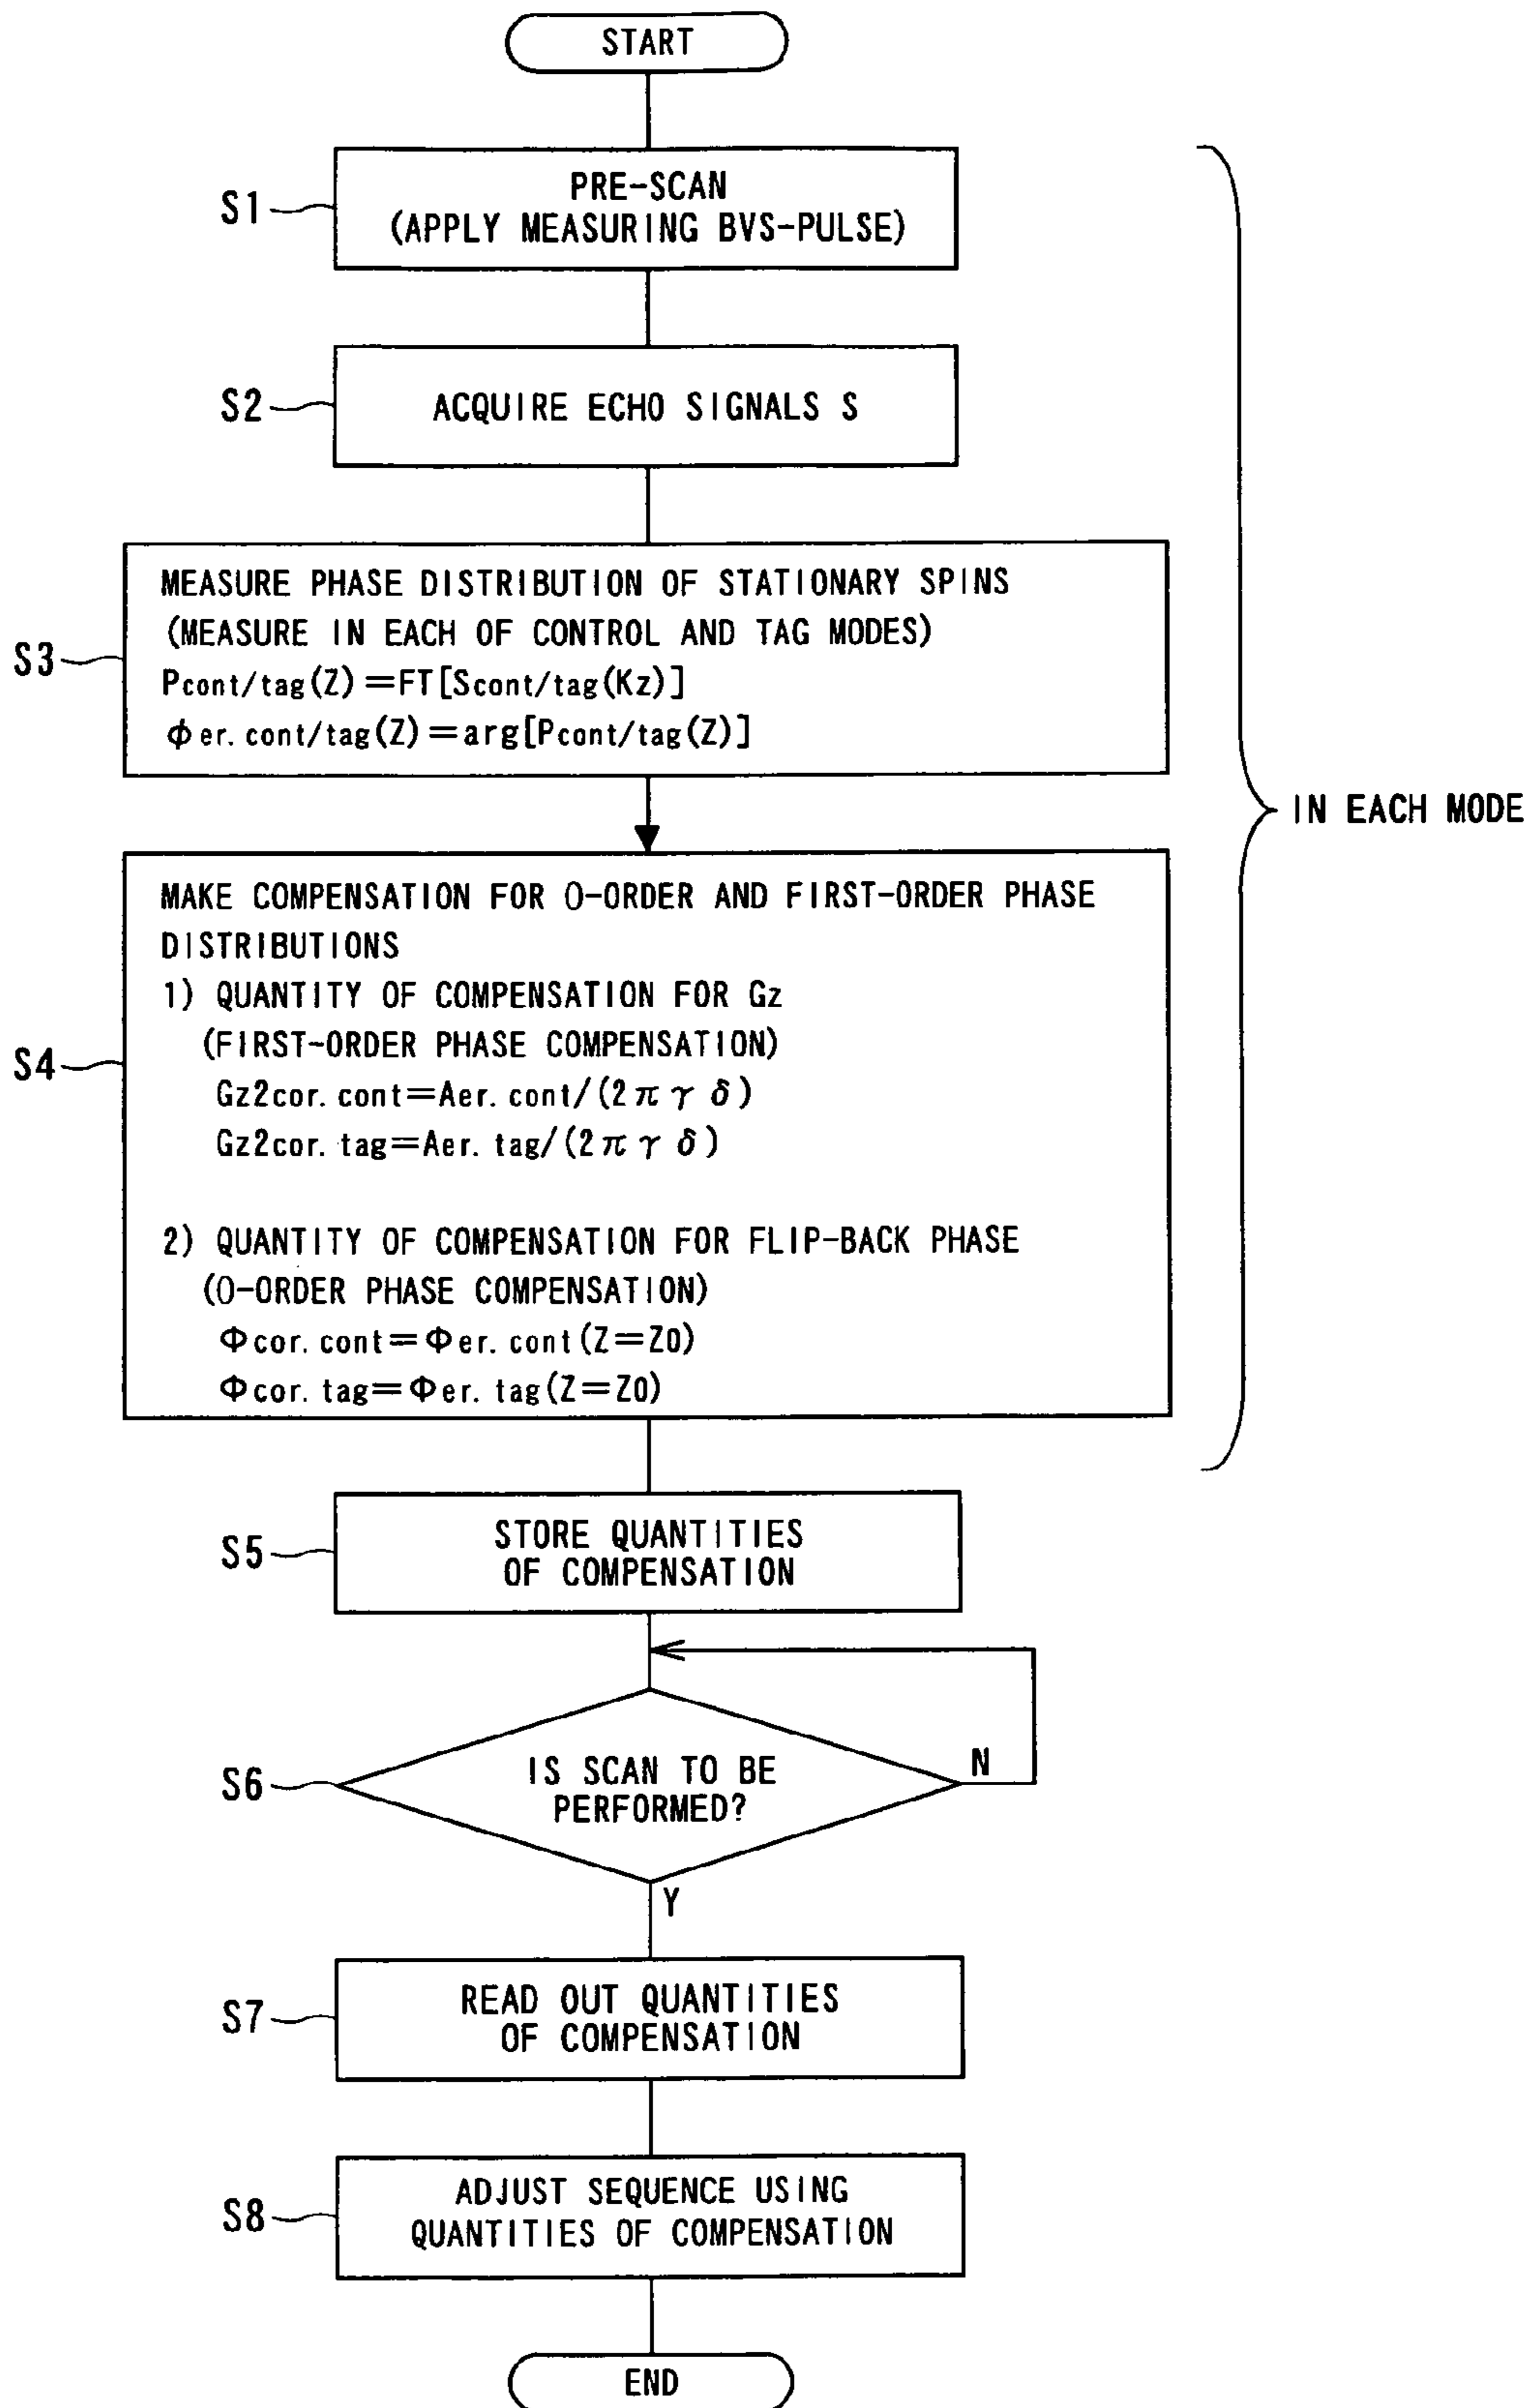 START
S1
PRE-SCAN
(APPLY MEASURING BVS-PULSE)
S2
ACQUIRE ECHO SIGNALS S
S3
MEASURE PHASE DISTRIBUTION OF STATIONARY SPINS
(MEASURE IN EACH OF CONTROL AND TAG MODES)
Pcont/tag(Z)=FT[Scont/tag(Kz)]
φer. cont/tag(Z)=arg[Pcont/tag(Z)]
IN EACH MODE
S4
MAKE COMPENSATION FOR 0-ORDER AND FIRST-ORDER PHASE
DISTRIBUTIONS
1) QUANTITY OF COMPENSATION FOR Gz
(FIRST-ORDER PHASE COMPENSATION)
Gz2cor. cont=Aer. cont/(2πγδ)
Gz2cor. tag=Aer. tag/(2πγδ)
2) QUANTITY OF COMPENSATION FOR FLIP-BACK PHASE
(0-ORDER PHASE COMPENSATION)
Φcor. cont=Φer. cont(Z=Z0)
Φcor. tag=Φer. tag(Z=Z0)
S5
STORE QUANTITIES
OF COMPENSATION
S6
IS SCAN TO BE
PERFORMED?
N
Y
S7
READ OUT QUANTITIES
OF COMPENSATION
S8
ADJUST SEQUENCE USING
QUANTITIES OF COMPENSATION
END